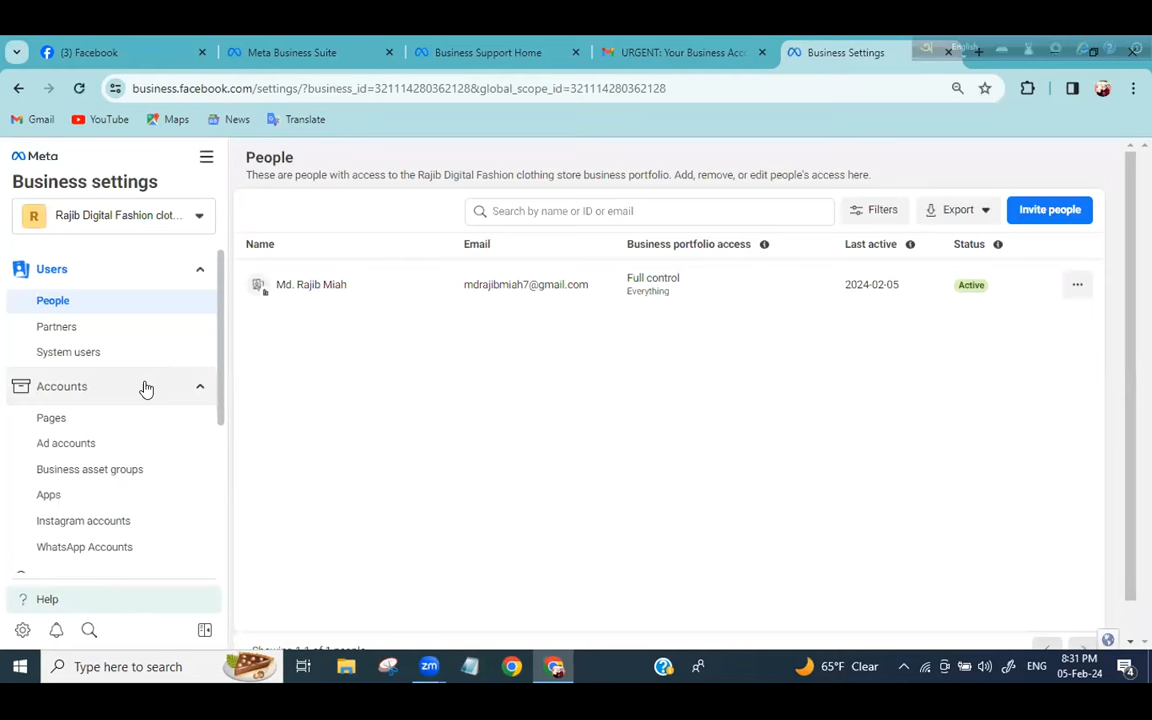 (3) Facebook
Meta Business Suite
Business Support Home
URGENT: Your Business Acc
Business Settings
English
business.facebook.com/settings/?business_id=321114280362128&global_scope_id=321114280362128
Gmail
YouTube
Maps
News
Translate
Meta
Business settings
R
Rajib Digital Fashion clot...
Users
People
Partners
System users
Accounts
Pages
Ad accounts
Business asset groups
Apps
Instagram accounts
WhatsApp Accounts
? Help
People
These are people with access to the Rajib Digital Fashion clothing store business portfolio. Add, remove, or edit people's access here.
Search by name or ID or email
Filters
Export
Invite people
Name Email Business portfolio access Last active Status
Md. Rajib Miah mdrajibmiah7@gmail.com Full control 2024-02-05 Active
Everything
Type here to search
zm
65°F Clear
ENG
8:31 PM
05-Feb-24
4